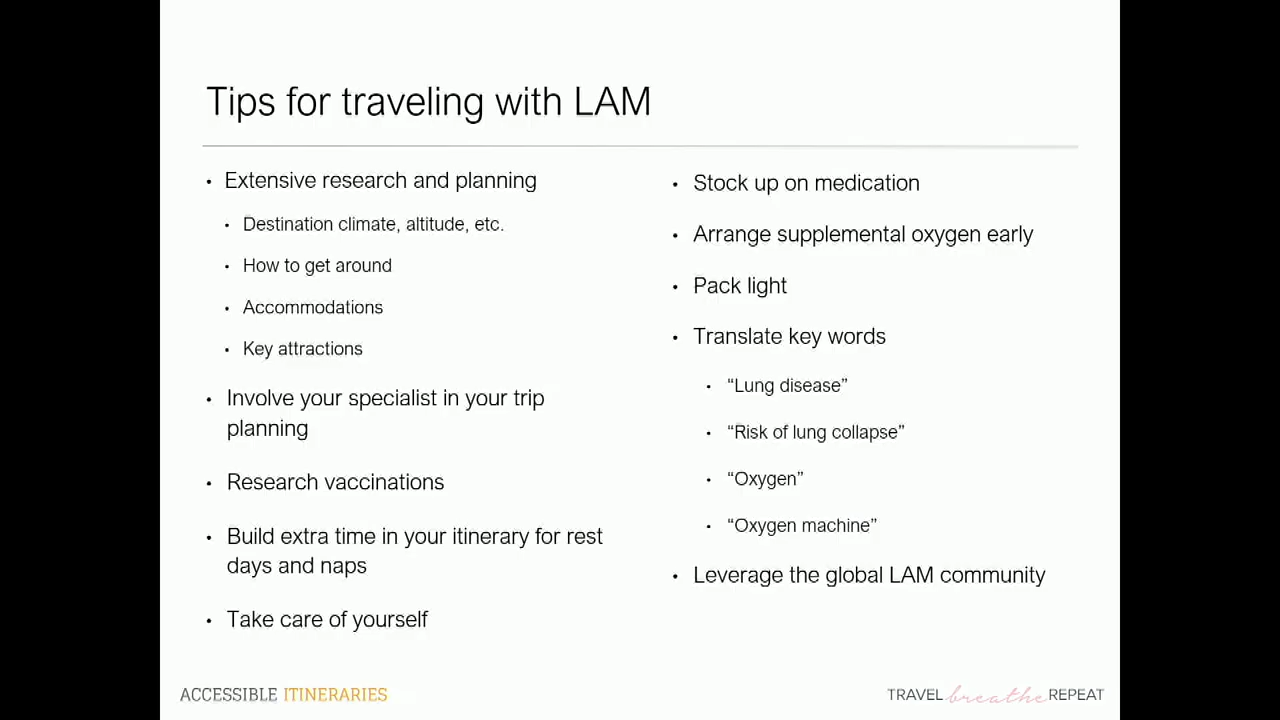 Tips for traveling with LAM
• Extensive research and planning
• Destination climate, altitude, etc.
• How to get around
• Accommodations
• Key attractions
• Involve your specialist in your trip
planning
• Research vaccinations
• Build extra time in your itinerary for rest
days and naps
• Take care of yourself
• Stock up on medication
• Arrange supplemental oxygen early
• Pack light
• Translate key words
• “Lung disease”
• “Risk of lung collapse”
• “Oxygen”
• “Oxygen machine”
• Leverage the global LAM community
ACCESSIBLE ITINERARIES
TRAVEL breathe REPEAT